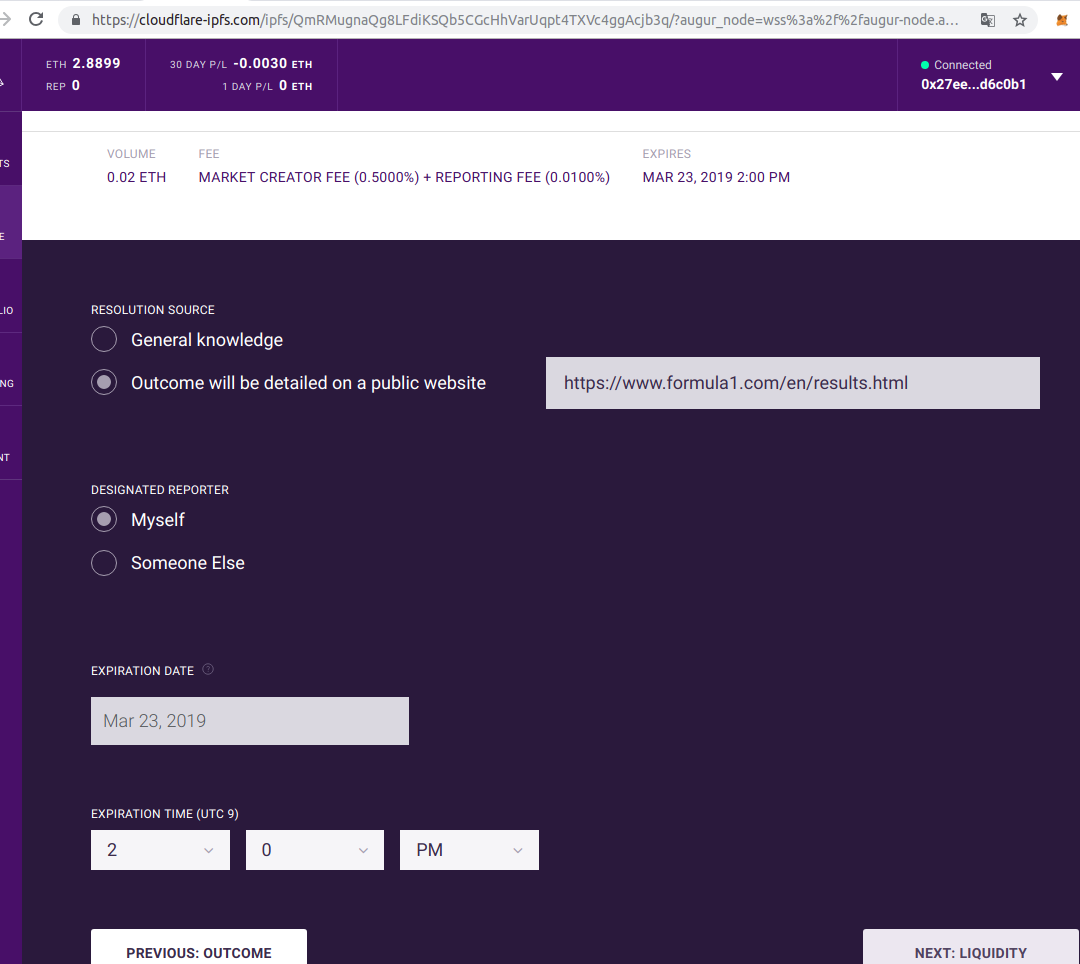 https://cloudflare-ipfs.com/ipfs/QmRMugnaQg8LFdiKSQb5CGcHhVarUqpt4TXVc4ggAcjb3q/?augur_node=wss%3a%2f%2faugur-node.a...
ETH 2.8899
REP 0
30 DAY P/L -0.0030 ETH
1 DAY P/L 0 ETH
Connected
0x27ee...d6c0b1
TS
E
LIO
NG
NT
VOLUME
0.02 ETH
FEE
MARKET CREATOR FEE (0.5000%) + REPORTING FEE (0.0100%)
EXPIRES
MAR 23, 2019 2:00 PM
RESOLUTION SOURCE
General knowledge
Outcome will be detailed on a public website
https://www.formula1.com/en/results.html
DESIGNATED REPORTER
Myself
Someone Else
EXPIRATION DATE ?
Mar 23, 2019
EXPIRATION TIME (UTC 9)
2
0
PM
PREVIOUS: OUTCOME
NEXT: LIQUIDITY